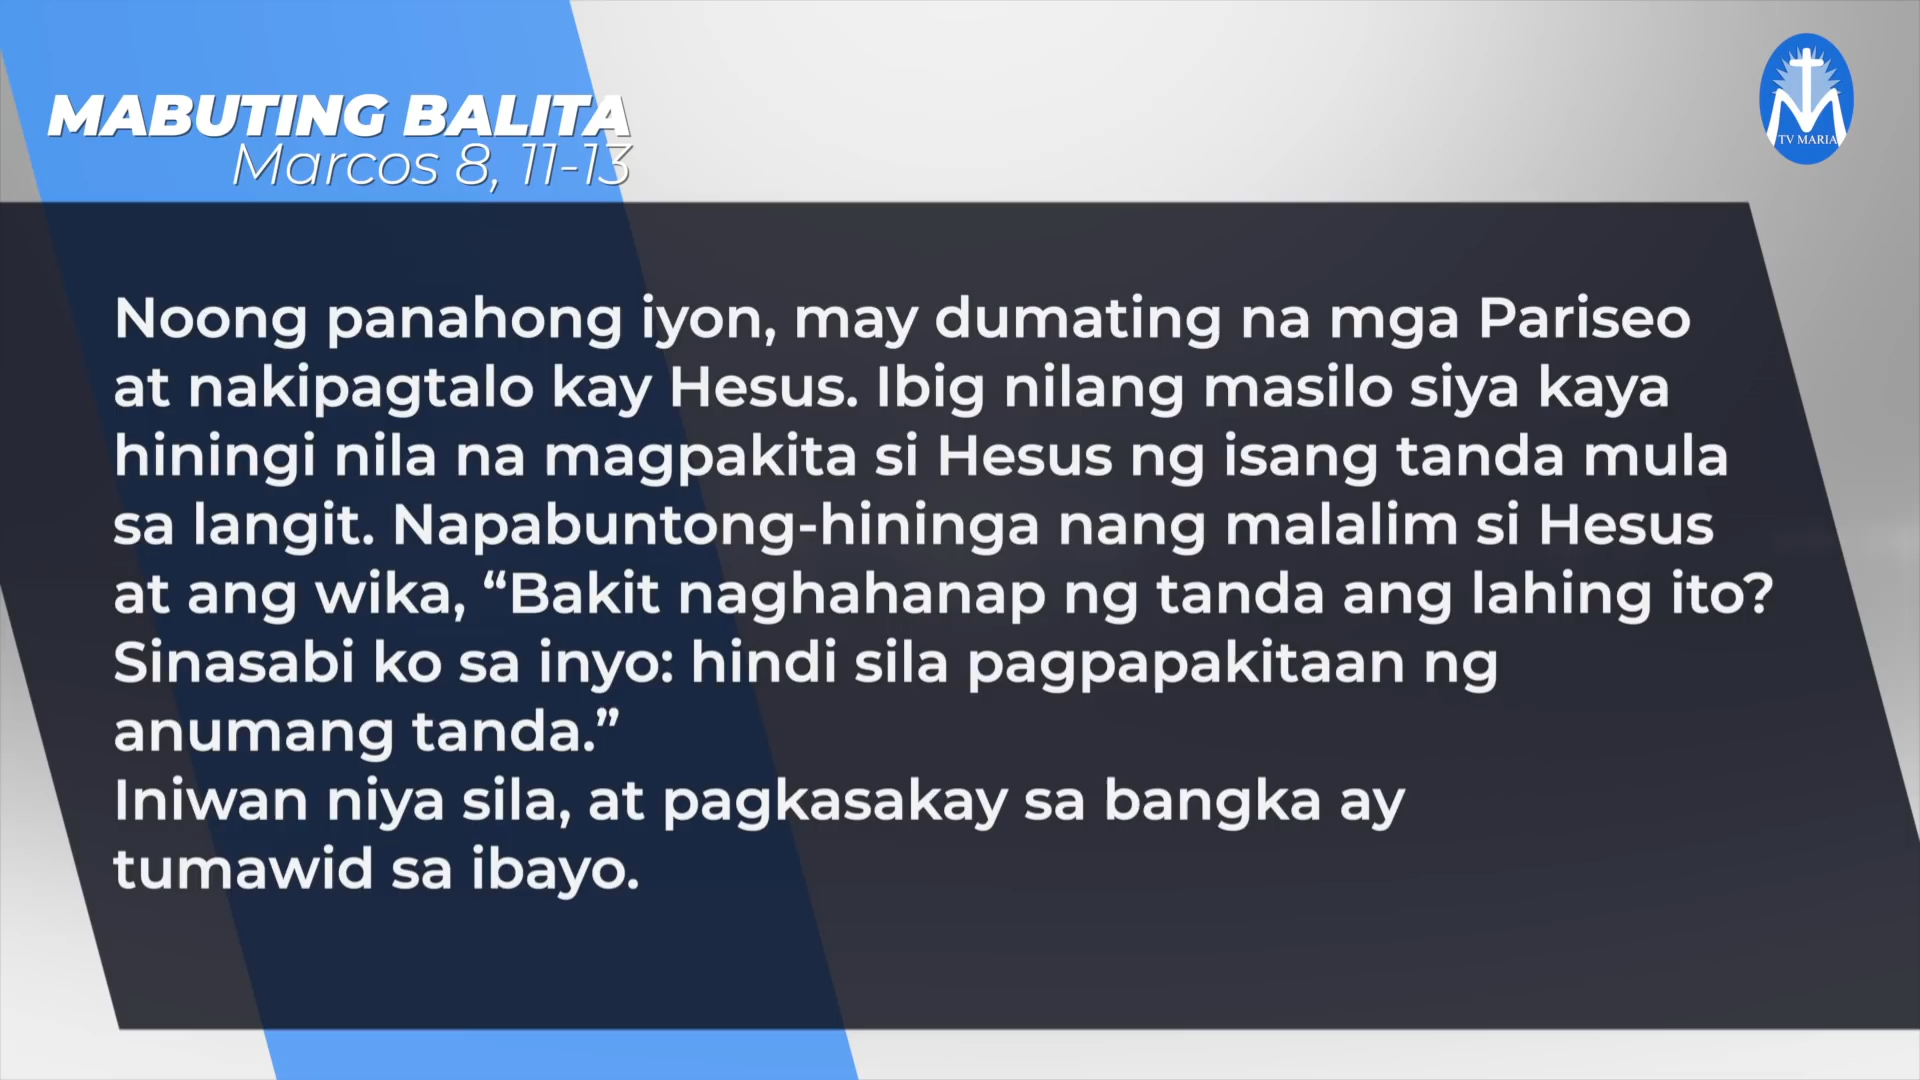 MABUTING BALITA
Marcos 8, 11-13
TV MARIA
Noong panahong iyon, may dumating na mga Pariseo
at nakipagtalo kay Hesus. Ibig nilang masilo siya kaya
hiningi nila na magpakita si Hesus ng isang tanda mula
sa langit. Napabuntong-hininga nang malalim si Hesus
at ang wika, “Bakit naghahanap ng tanda ang lahing ito?
Sinasabi ko sa inyo: hindi sila pagpapakitaan ng
anumang tanda.”
Iniwan niya sila, at pagkasakay sa bangka ay
tumawid sa ibayo.